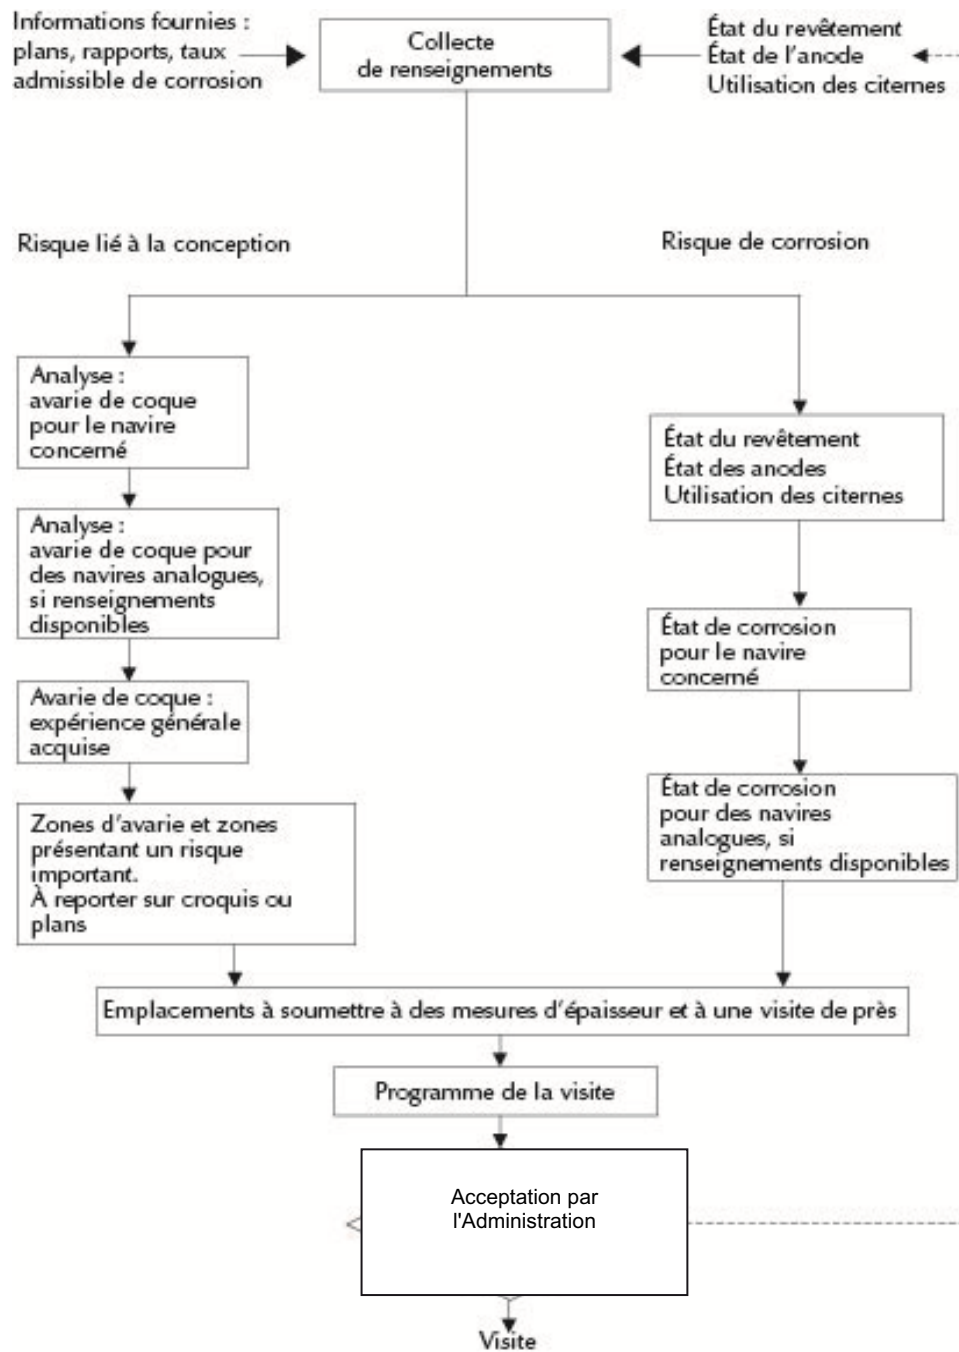 Informations fournies :
plans, rapports, taux
admissible de corrosion
Collecte
de renseignements
État du revêtement
État de l'anode
Utilisation des citernes
Risque lié à la conception
Risque de corrosion
Analyse :
avarie de coque
pour le navire
concerné
Analyse :
avarie de coque pour
des navires analogues,
si renseignements
disponibles
Avarie de coque :
expérience générale
acquise
Zones d'avarie et zones
présentant un risque
important.
À reporter sur croquis ou
plans
État du revêtement
État des anodes
Utilisation des citernes
État de corrosion
pour le navire
concerné
État de corrosion
pour des navires
analogues, si
renseignements disponibles
Emplacements à soumettre à des mesures d'épaisseur et à une visite de près
Programme de la visite
Acceptation par
l'Administration
Visite